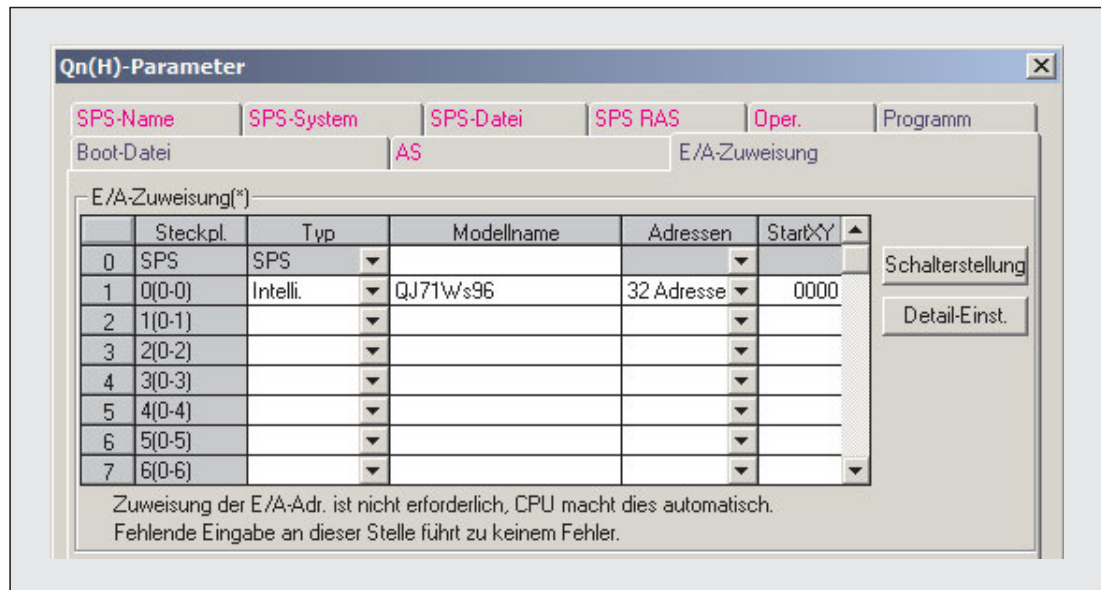 Qn(H)-Parameter
SPS-Name SPS-System SPS-Datei SPS RAS Oper. Programm
Boot-Datei AS E/A-Zuweisung
E/A-Zuweisung(*)
Steckpl. Typ Modellname Adressen StartXY
0 SPS SPS
1 0(0-0) Intelli. QJ71Ws96 32 Adresse 0000
2 1(0-1)
3 2(0-2)
4 3(0-3)
5 4(0-4)
6 5(0-5)
7 6(0-6)
Schalterstellung
Detail-Einst.
Zuweisung der E/A-Adr. ist nicht erforderlich, CPU macht dies automatisch.
Fehlende Eingabe an dieser Stelle führt zu keinem Fehler.